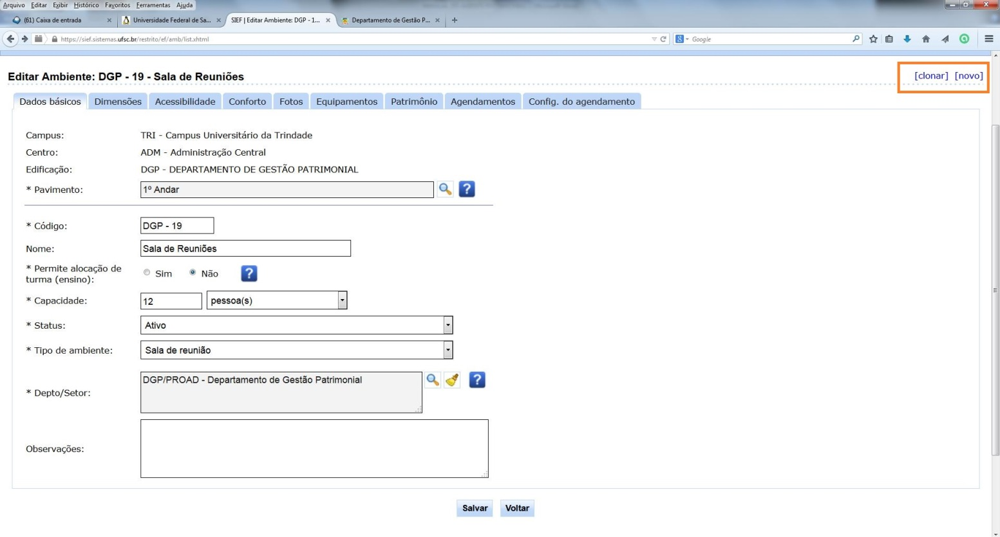 Arquivo Editar Exibir Histórico Favoritos Ferramentas Ajuda
(61) Caixa de entrada × Universidade Federal de Sa... × SIEF | Editar Ambiente: DGP - 1... × Departamento de Gestão P... × +
https://sief.sistemas.ufsc.br/restrito/ef/amb/list.xhtml Google
Editar Ambiente: DGP - 19 - Sala de Reuniões [clonar] [novo]
Dados básicos Dimensões Acessibilidade Conforto Fotos Equipamentos Patrimônio Agendamentos Config. do agendamento
Campus: TRI - Campus Universitário da Trindade
Centro: ADM - Administração Central
Edificação: DGP - DEPARTAMENTO DE GESTÃO PATRIMONIAL
* Pavimento: 1º Andar ?
* Código: DGP - 19
Nome: Sala de Reuniões
* Permite alocação de
turma (ensino): Sim Não ?
* Capacidade: 12 pessoa(s)
* Status: Ativo
* Tipo de ambiente: Sala de reunião
* Depto/Setor: DGP/PROAD - Departamento de Gestão Patrimonial ?
Observações:
Salvar Voltar